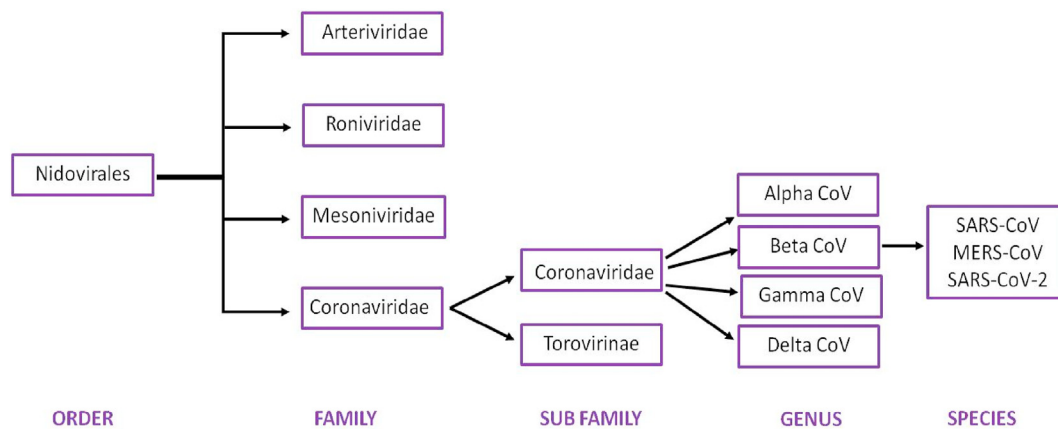 Arteriviridae
Roniviridae
Nidovirales
Mesoniviridae
Coronaviridae
Coronaviridae
Torovirinae
Alpha CoV
Beta CoV
Gamma CoV
Delta CoV
SARS-CoV
MERS-CoV
SARS-CoV-2
ORDER
FAMILY
SUB FAMILY
GENUS
SPECIES